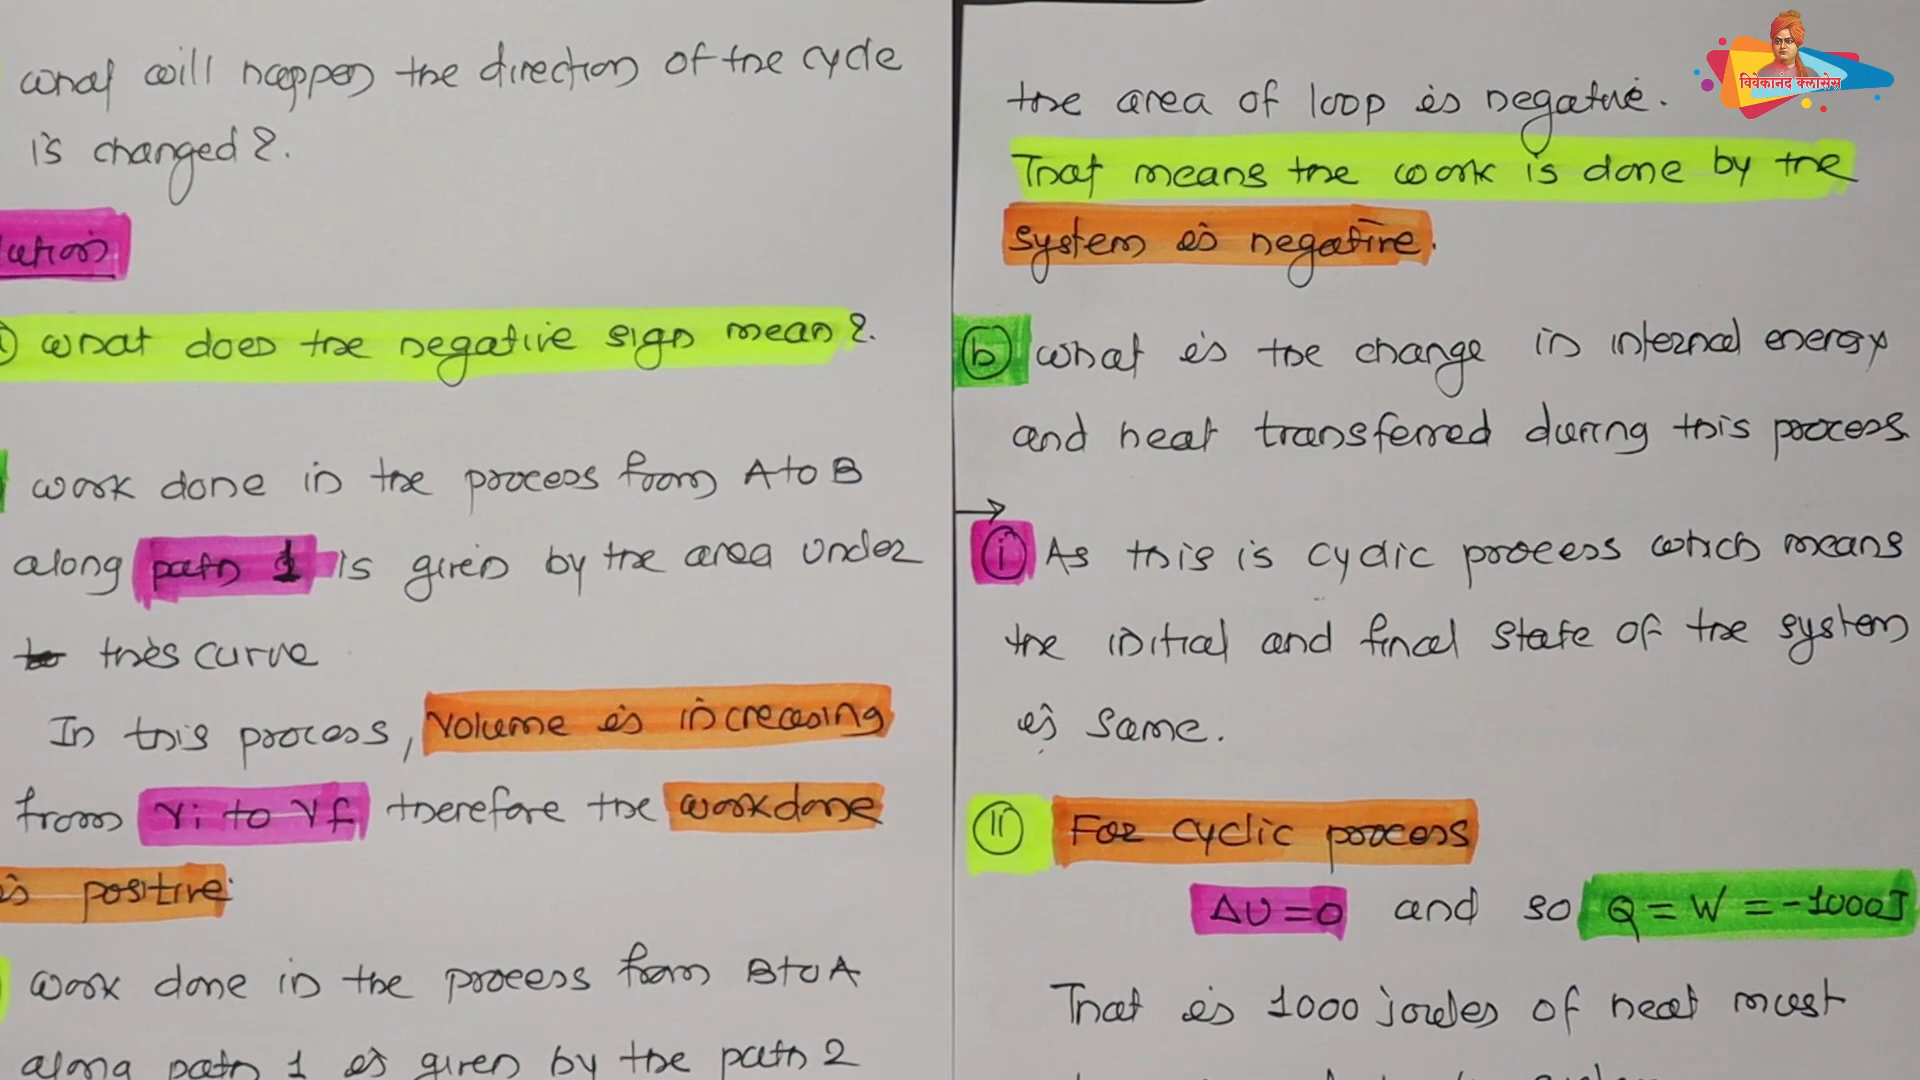 what will happen the direction of the cycle
is changed?.
lution
what does the negative sign mean?.
work done in the process from A to B
along path 1 is given by the area under
this curve
In this process, volume is increasing
from Vi to Vf therefore the workdone
is positive.
work done in the process from B to A
along path 1 is given by the path 2
विवेकानंद क्लासेस
the area of loop is negative.
That means the work is done by the
system is negative.
(b) what is the change in internal energy
and heat transferred during this process
→
(i) As this is cyclic process which means
the initial and final state of the system
is same.
(ii) For cyclic process
ΔU=0 and so Q = W = -1000J
That is 1000 joules of heat must